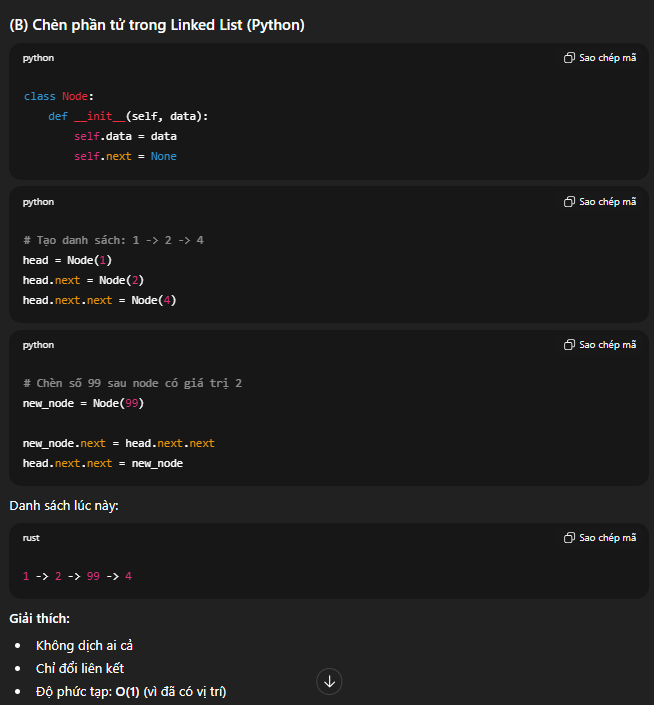 (B) Chèn phần tử trong Linked List (Python)
python
Sao chép mã
class Node:
    def __init__(self, data):
        self.data = data
        self.next = None
python
Sao chép mã
# Tạo danh sách: 1 -> 2 -> 4
head = Node(1)
head.next = Node(2)
head.next.next = Node(4)
python
Sao chép mã
# Chèn số 99 sau node có giá trị 2
new_node = Node(99)
new_node.next = head.next.next
head.next.next = new_node
Danh sách lúc này:
rust
Sao chép mã
1 -> 2 -> 99 -> 4
Giải thích:
• Không dịch ai cả
• Chỉ đổi liên kết
• Độ phức tạp: O(1) (vì đã có vị trí)